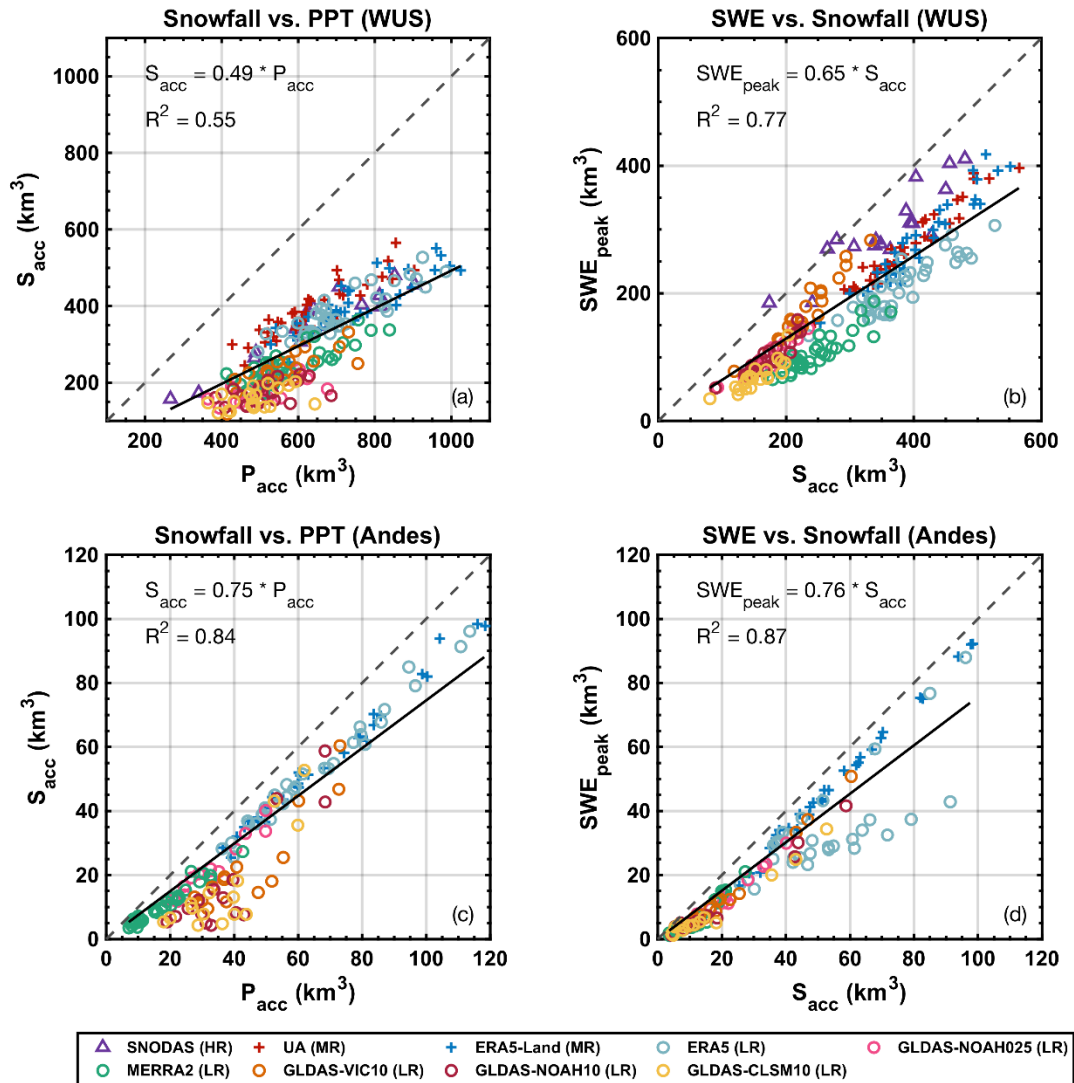 Snowfall vs. PPT (WUS)
S_acc = 0.49 * P_acc
R² = 0.55
1000
800
600
400
200
S_acc (km³)
200 400 600 800 1000
P_acc (km³)
(a)
SWE vs. Snowfall (WUS)
SWE_peak = 0.65 * S_acc
R² = 0.77
600
400
200
0
SWE_peak (km³)
0 200 400 600
S_acc (km³)
(b)
Snowfall vs. PPT (Andes)
S_acc = 0.75 * P_acc
R² = 0.84
120
100
80
60
40
20
0
S_acc (km³)
0 20 40 60 80 100 120
P_acc (km³)
(c)
SWE vs. Snowfall (Andes)
SWE_peak = 0.76 * S_acc
R² = 0.87
120
100
80
60
40
20
0
SWE_peak (km³)
0 20 40 60 80 100 120
S_acc (km³)
(d)
SNODAS (HR) UA (MR) ERA5-Land (MR) ERA5 (LR) GLDAS-NOAH025 (LR)
MERRA2 (LR) GLDAS-VIC10 (LR) GLDAS-NOAH10 (LR) GLDAS-CLSM10 (LR)